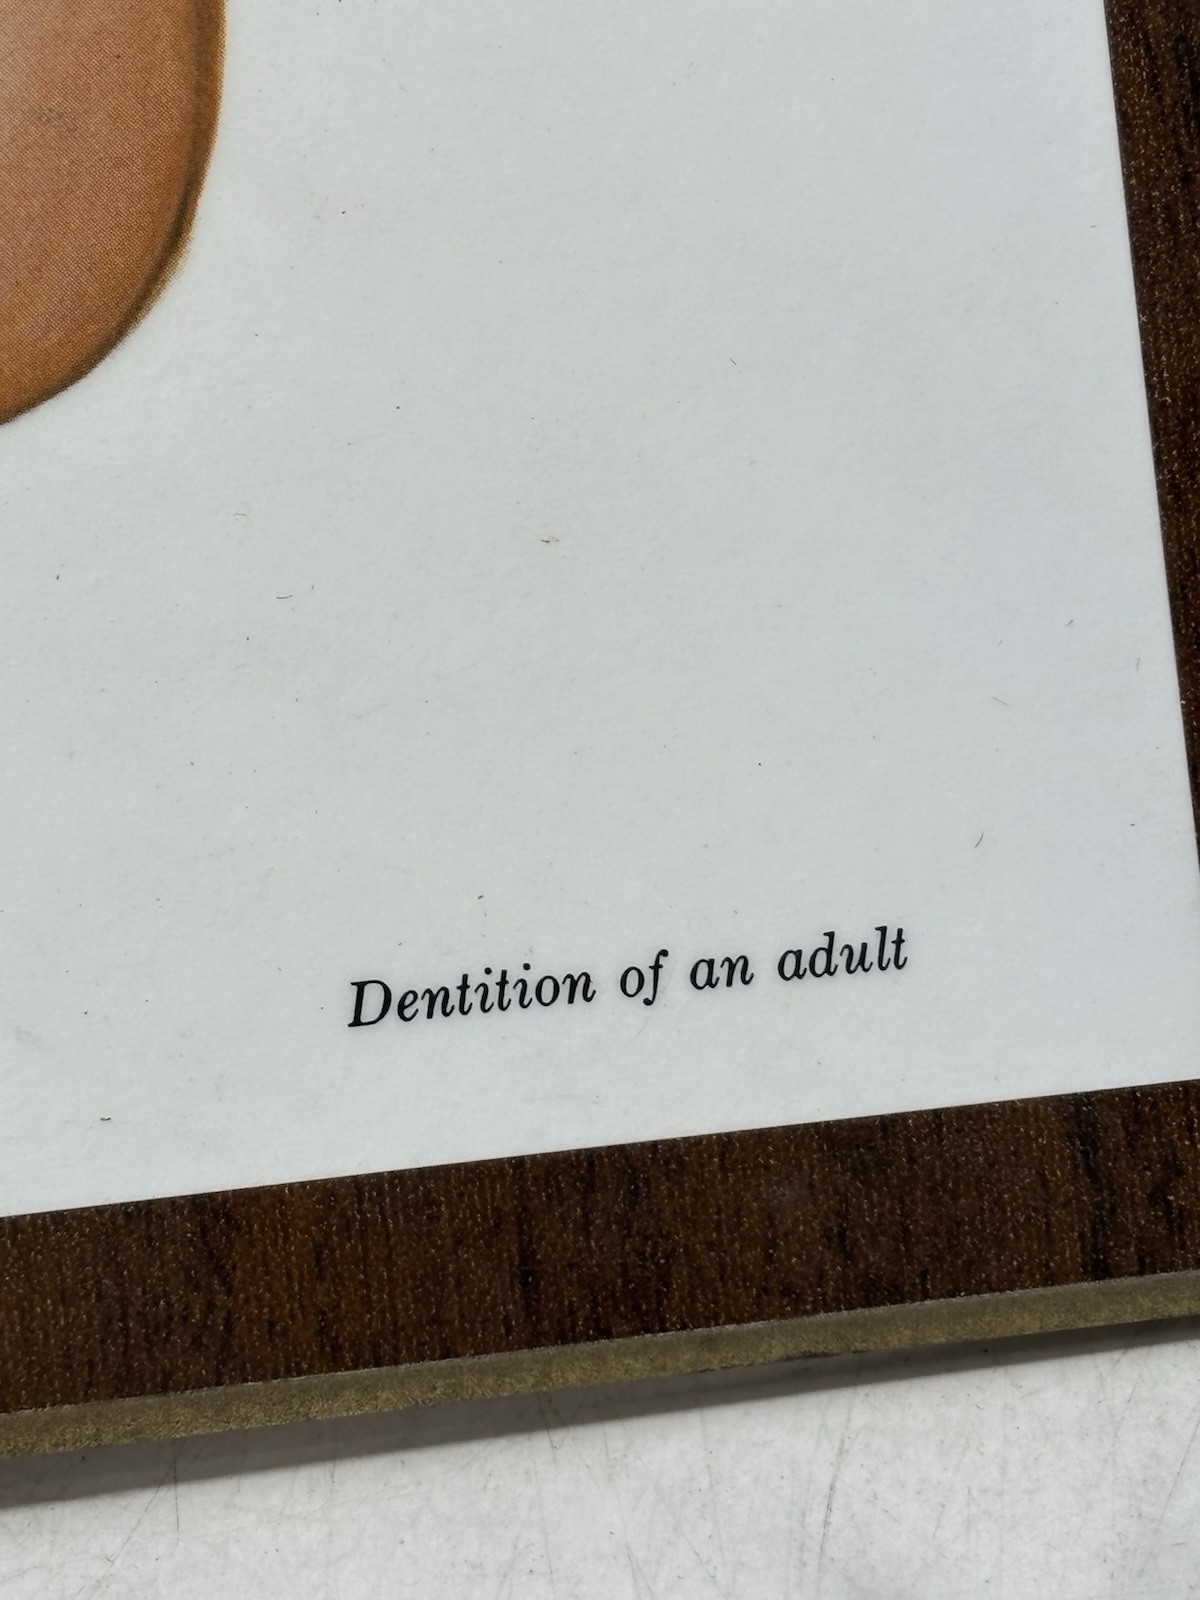 Dentition of an adult